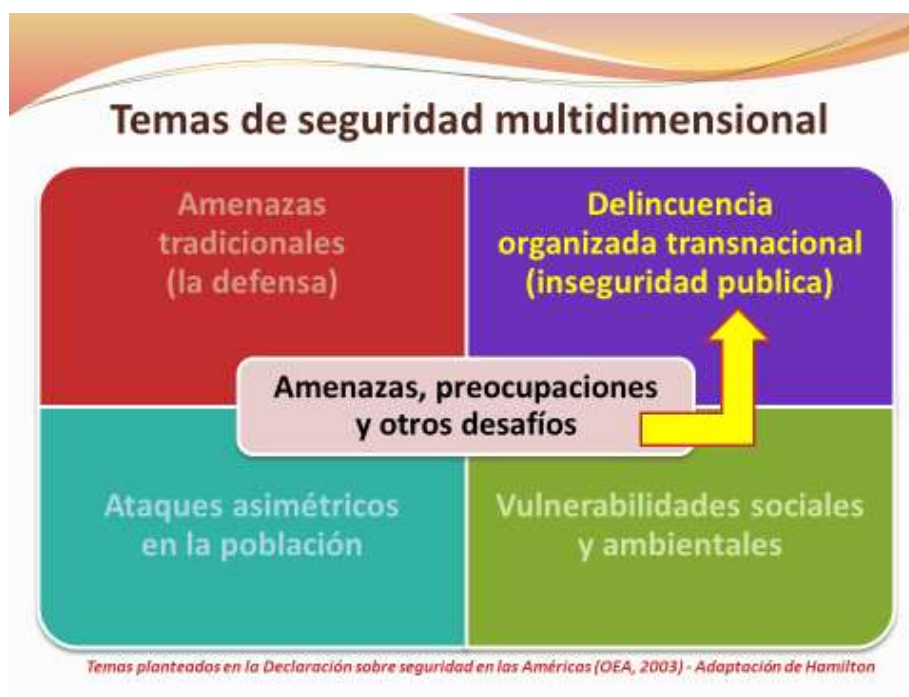 Temas de seguridad multidimensional
Amenazas
tradicionales
(la defensa)
Delincuencia
organizada transnacional
(inseguridad publica)
Amenazas, preocupaciones
y otros desafíos
Ataques asimétricos
en la población
Vulnerabilidades sociales
y ambientales
Temas planteados en la Declaración sobre seguridad en las Américas (OEA, 2003) - Adaptación de Hamilton